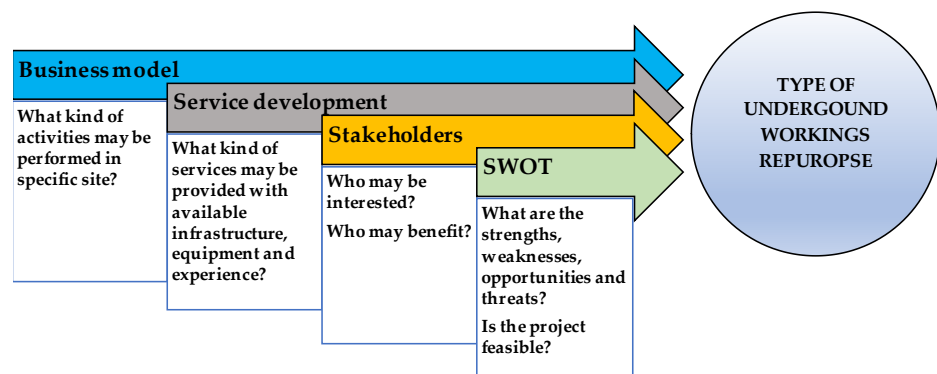 Business model
What kind of
activities may be
performed in
specific site?
Service development
What kind of
services may be
provided with
available
infrastructure,
equipment and
experience?
Stakeholders
Who may be
interested?
Who may benefit?
SWOT
What are the
strengths,
weaknesses,
opportunities and
threats?
Is the project
feasible?
TYPE OF
UNDERGOUND
WORKINGS
REPUROPSE